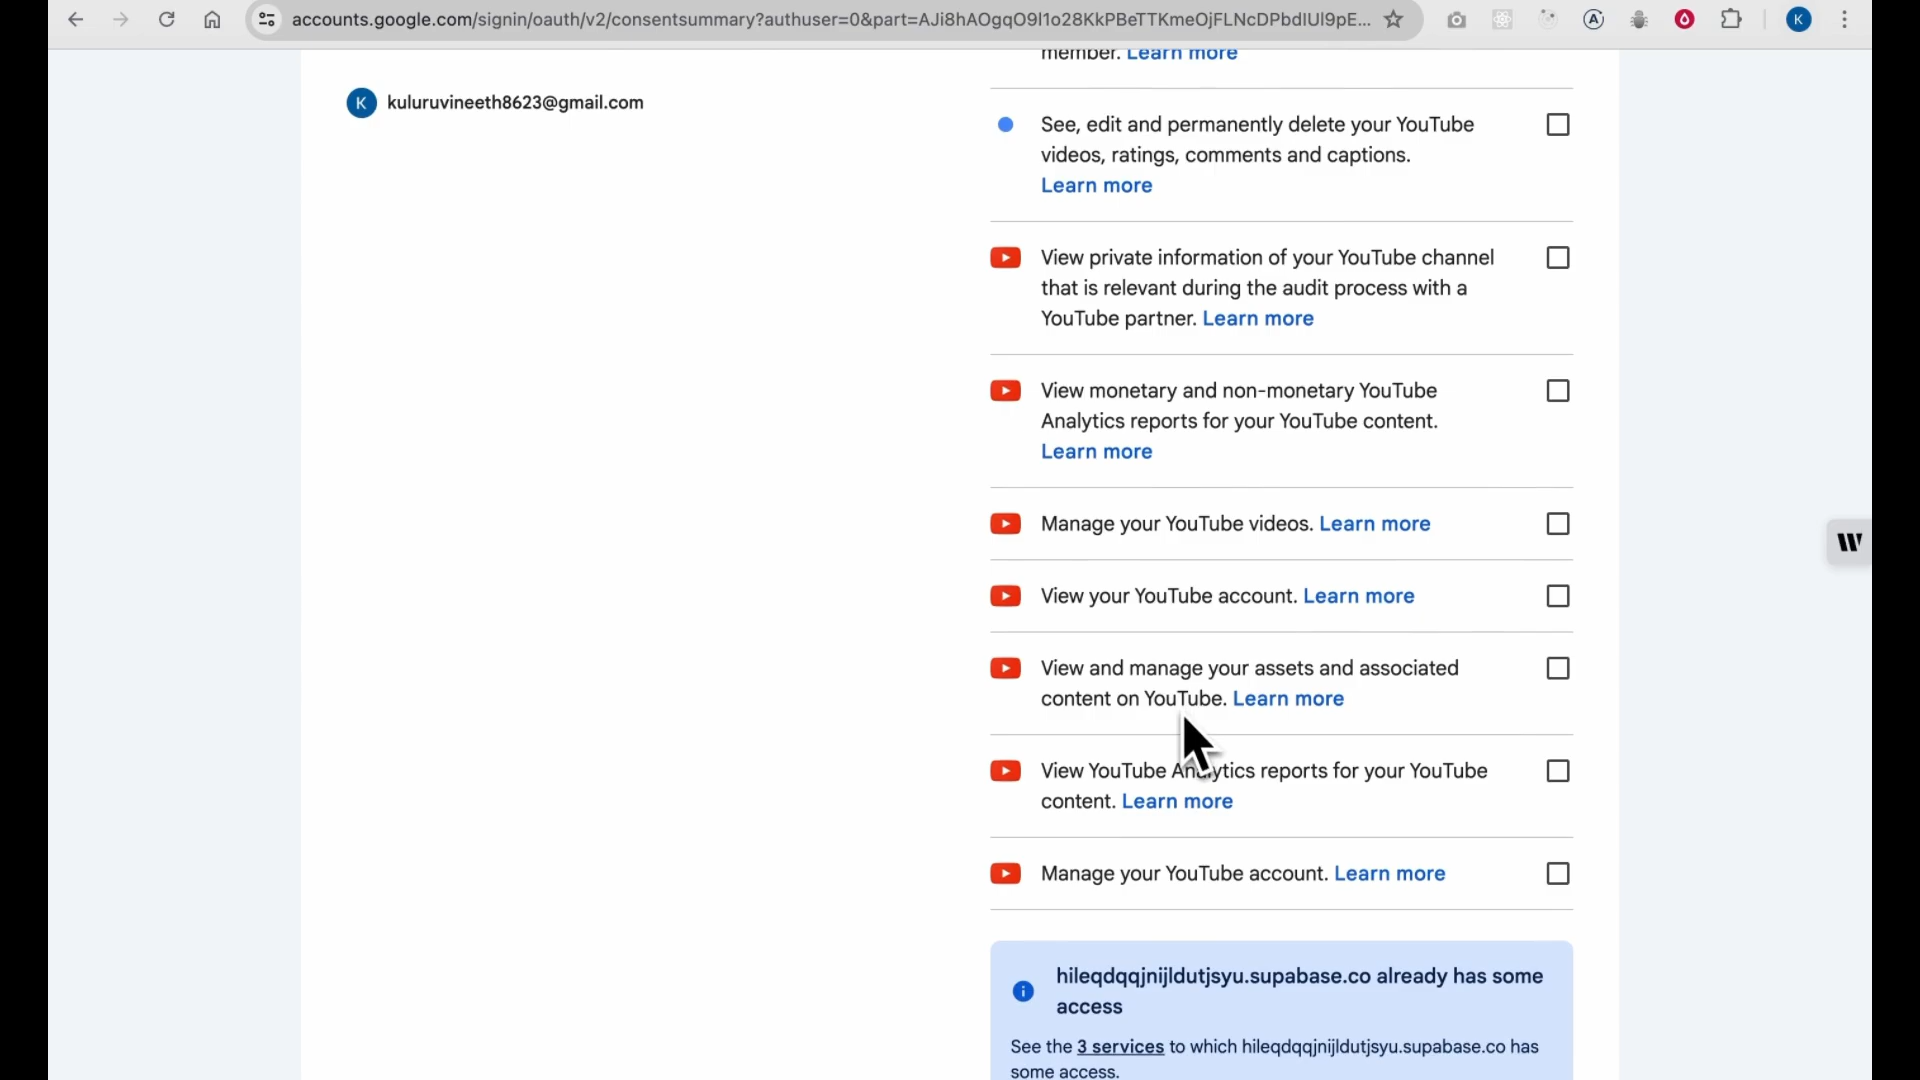 accounts.google.com/signin/oauth/v2/consentsummary?authuser=0&part=AJi8hAOgqO9l1o28KkPBeTTKmeOjFLNcDPbdIUl9pE...
K
member. Learn more
K kuluruvineeth8623@gmail.com
See, edit and permanently delete your YouTube
videos, ratings, comments and captions.
Learn more
View private information of your YouTube channel
that is relevant during the audit process with a
YouTube partner. Learn more
View monetary and non-monetary YouTube
Analytics reports for your YouTube content.
Learn more
Manage your YouTube videos. Learn more
View your YouTube account. Learn more
View and manage your assets and associated
content on YouTube. Learn more
View YouTube Analytics reports for your YouTube
content. Learn more
Manage your YouTube account. Learn more
hileqdqqjnijldutjsyu.supabase.co already has some
access
See the 3 services to which hileqdqqjnijldutjsyu.supabase.co has
some access.